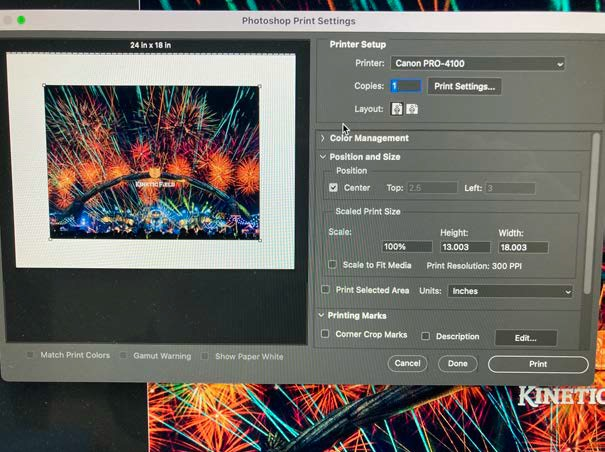 Photoshop Print Settings
24 in x 18 in
KINETIC FIELD
Match Print Colors Gamut Warning Show Paper White
Printer Setup
Printer: Canon PRO-4100
Copies: 1 Print Settings...
Layout:
Color Management
Position and Size
Position
Center Top: 2.5 Left: 3
Scaled Print Size
Scale: Height: Width:
100% 13.003 18.003
Scale to Fit Media Print Resolution: 300 PPI
Print Selected Area Units: Inches
Printing Marks
Corner Crop Marks Description Edit...
Cancel Done Print
KINETIC